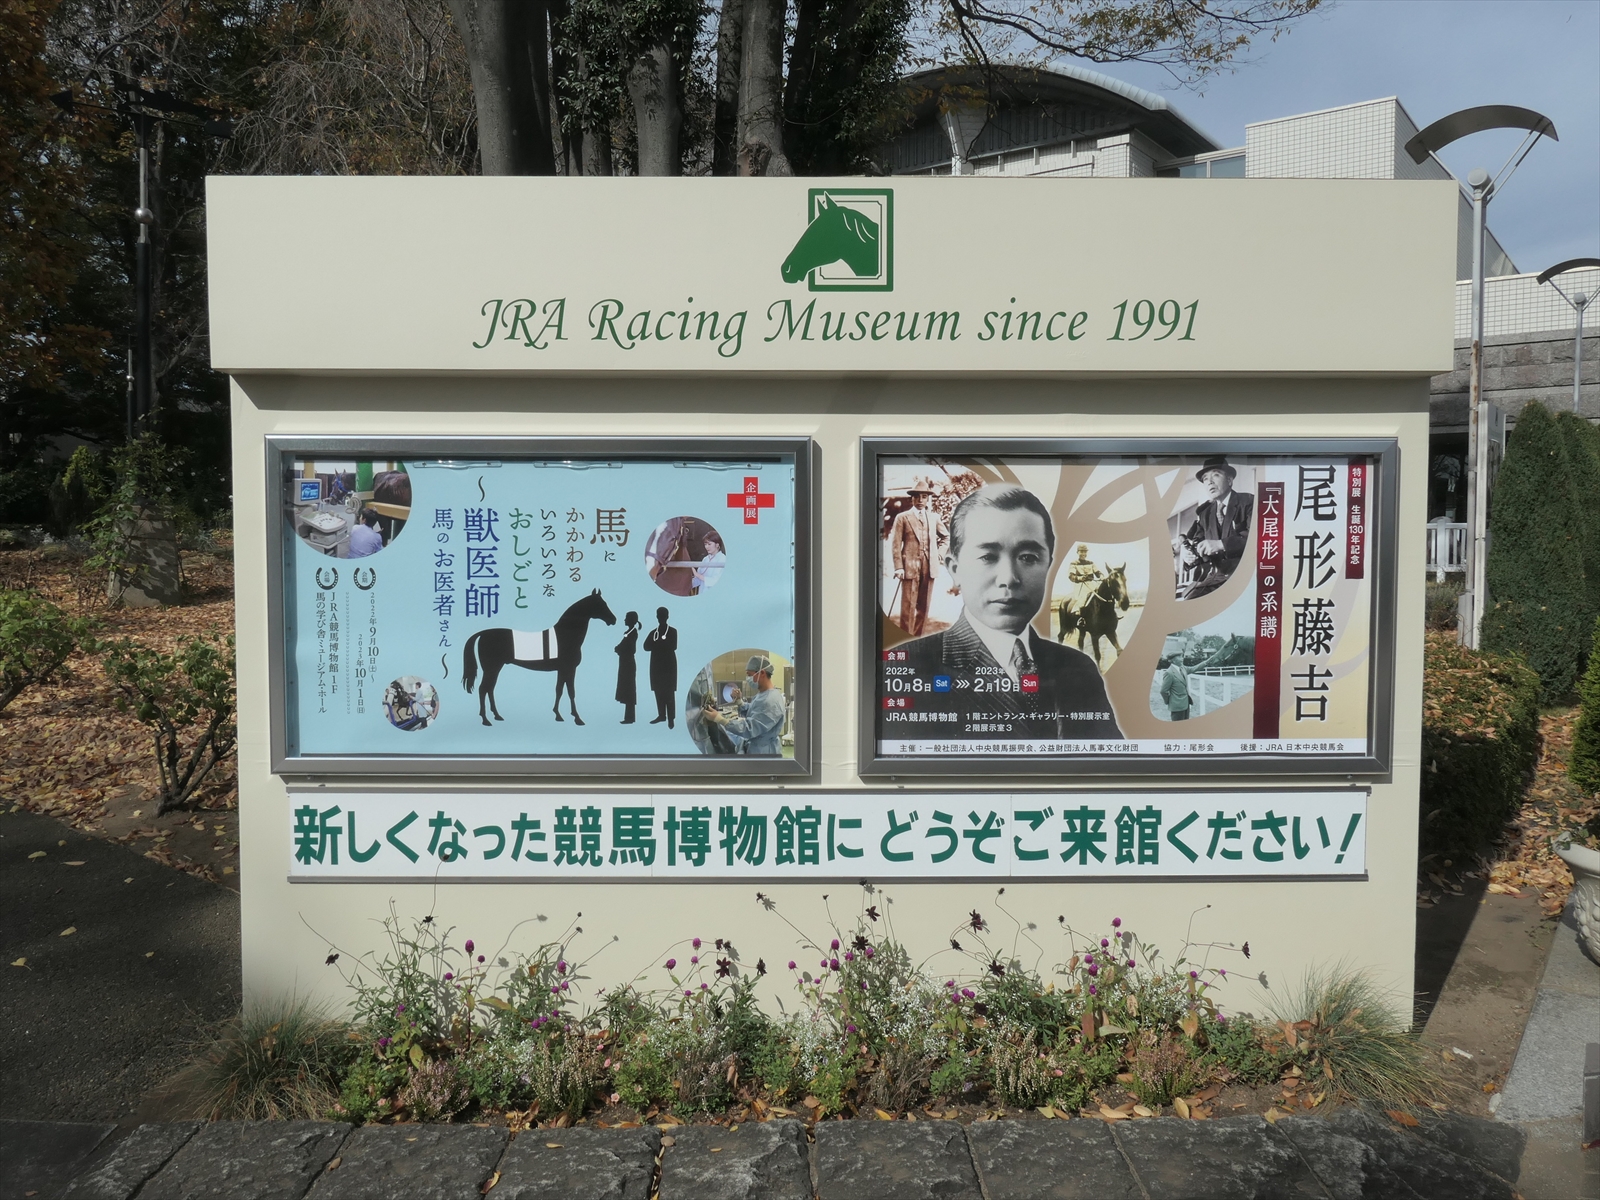 JRA Racing Museum since 1991
企画展
馬に
かかわる
いろいろな
おしごと
～獣医師
馬のお医者さん～
会期
2022年9月10日(土)～
2023年10月1日(日)
会場
JRA競馬博物館1F
馬の学び舎ミュージアム・ホール
特別展 生誕130年記念
尾形藤吉
『大尾形』の系譜
会期
2022年 2023年
10月8日 Sat >>> 2月19日 Sun
会場
JRA競馬博物館 1階エントランス・ギャラリー・特別展示室
2階展示室3
主催：一般社団法人中央競馬振興会、公益財団法人馬事文化財団 協力：尾形会 後援：JRA 日本中央競馬会
新しくなった競馬博物館に どうぞご来館ください!